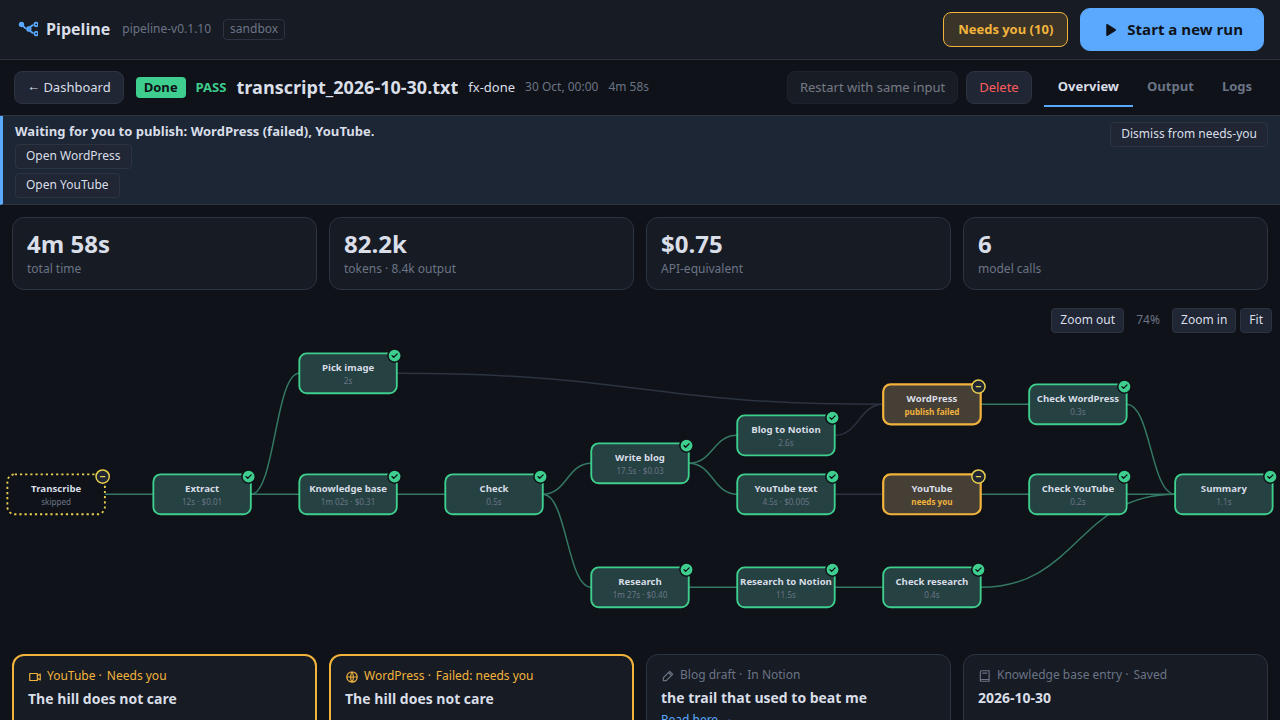 Pipeline pipeline-v0.1.10 sandbox Needs you (10) Start a new run
← Dashboard Done PASS transcript_2026-10-30.txt fx-done 30 Oct, 00:00 4m 58s Restart with same input Delete Overview Output Logs
Waiting for you to publish: WordPress (failed), YouTube. Dismiss from needs-you
Open WordPress
Open YouTube
4m 58s
total time
82.2k
tokens · 8.4k output
$0.75
API-equivalent
6
model calls
Zoom out 74% Zoom in Fit
Pick image
2s
WordPress
publish failed
Check WordPress
0.3s
Blog to Notion
2.6s
Write blog
17.5s · $0.03
Transcribe
skipped
Extract
12s · $0.01
Knowledge base
1m 02s · $0.31
Check
0.5s
YouTube text
4.5s · $0.005
YouTube
needs you
Check YouTube
0.2s
Summary
1.1s
Research
1m 27s · $0.40
Research to Notion
11.5s
Check research
0.4s
YouTube · Needs you
The hill does not care
WordPress · Failed: needs you
The hill does not care
Blog draft · In Notion
the trail that used to beat me
Read here
Knowledge base entry · Saved
2026-10-30